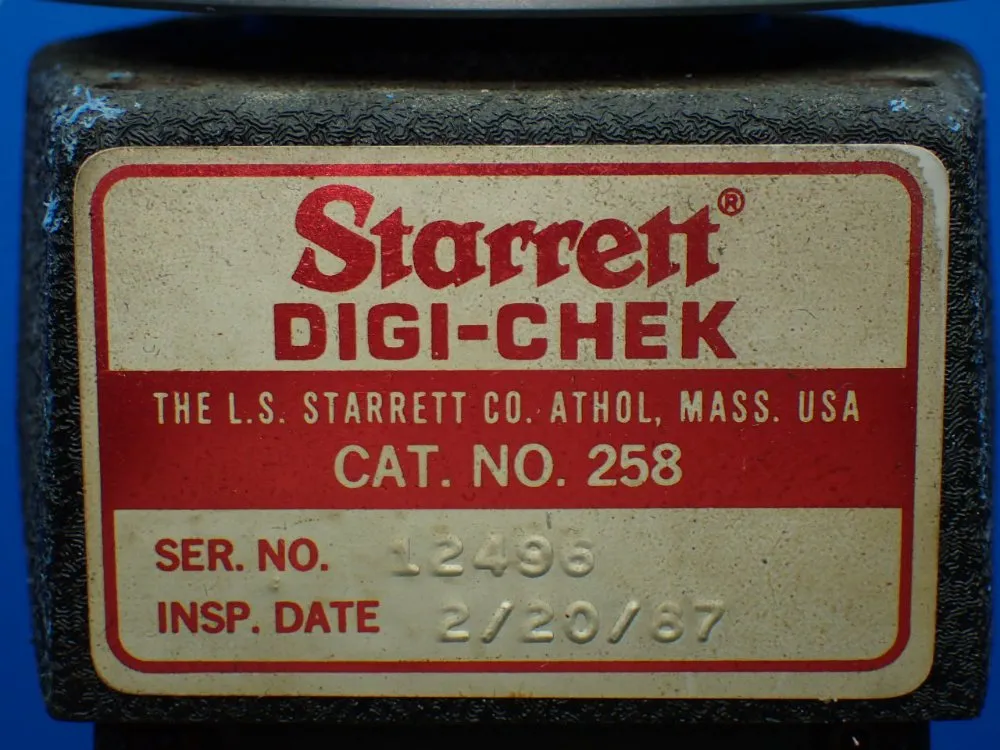 Starrett®
DIGI-CHEK
THE L.S. STARRETT CO. ATHOL, MASS. USA
CAT. NO. 258
SER. NO. 12496
INSP. DATE 2/20/87